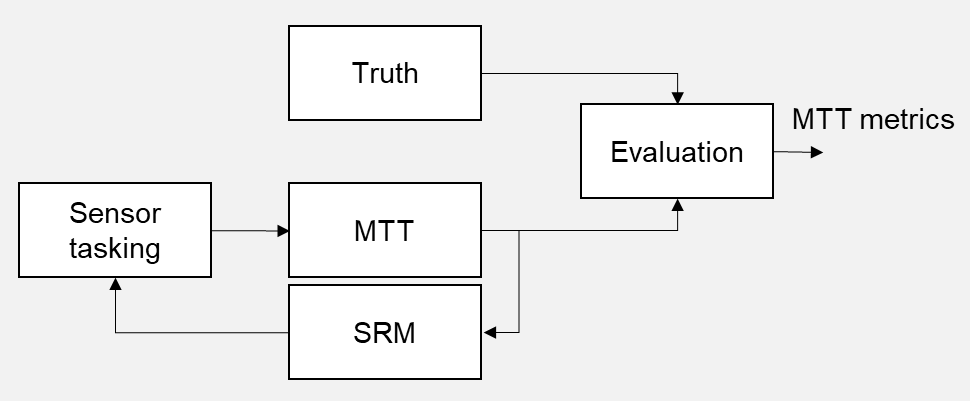 Truth
MTT metrics
Evaluation
Sensor
tasking
MTT
SRM